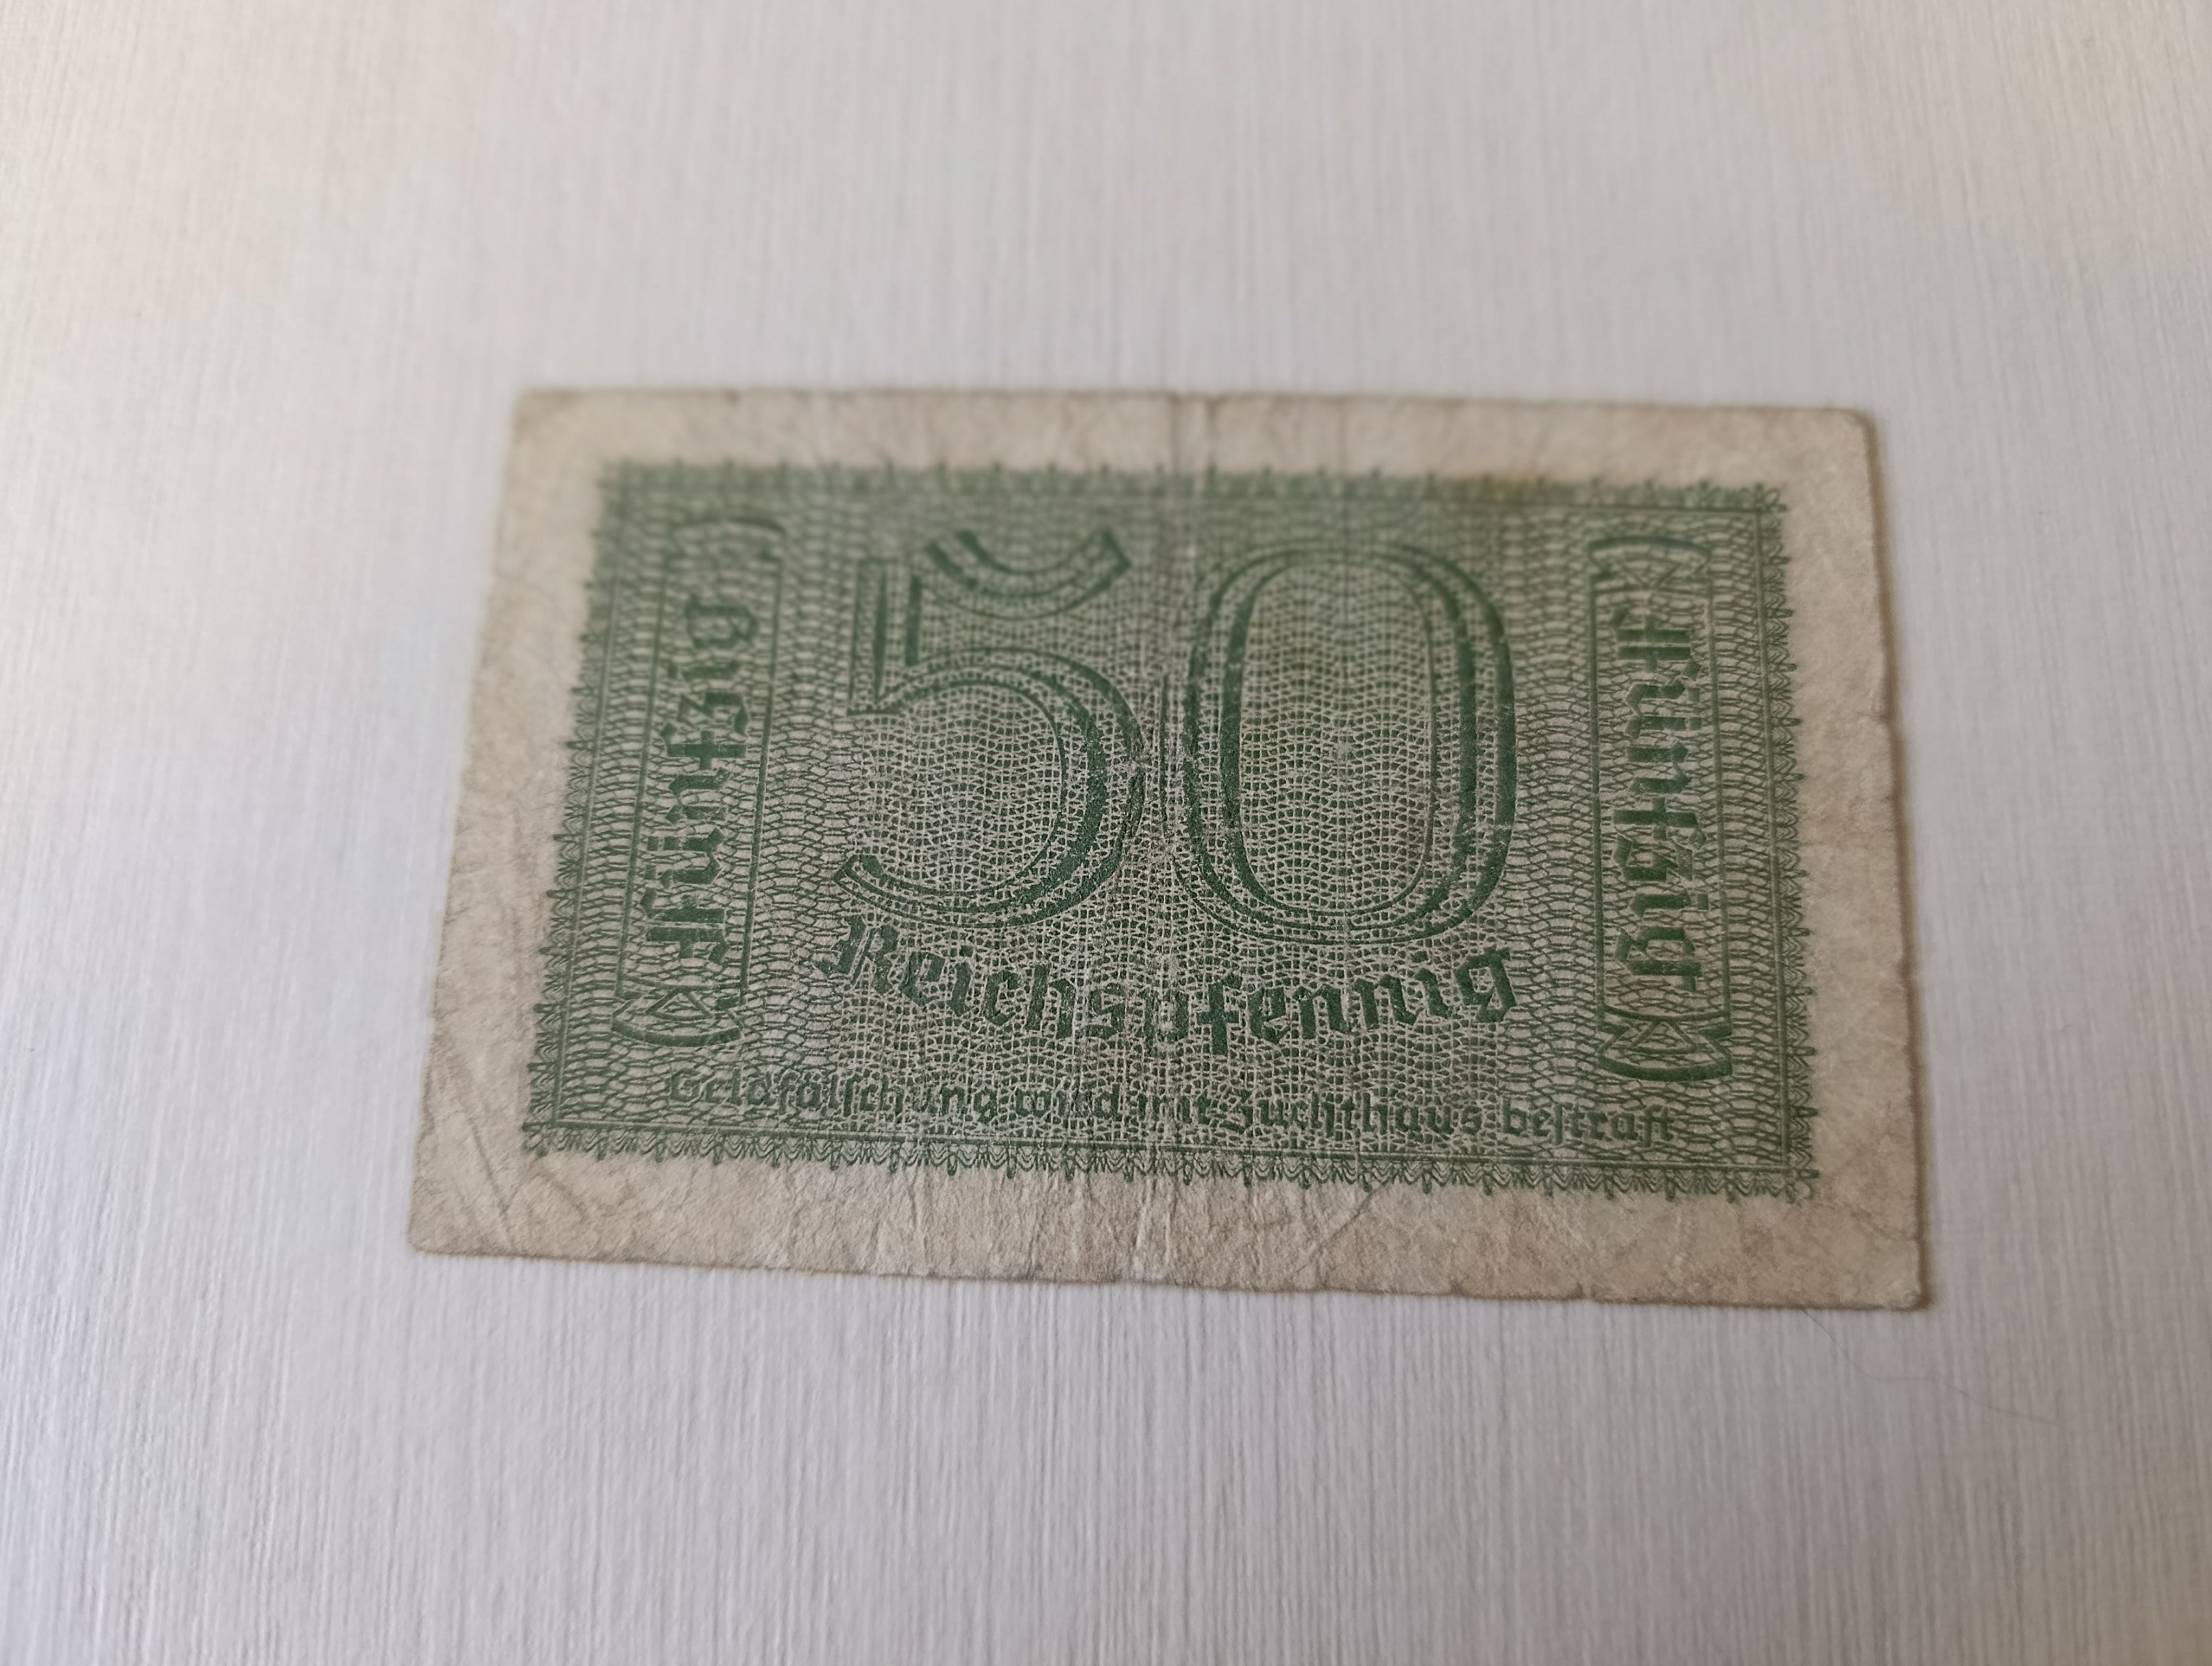 Fünfzig
50
Fünfzig
Reichspfennig
Geldfälschung wird mit Zuchthaus bestraft